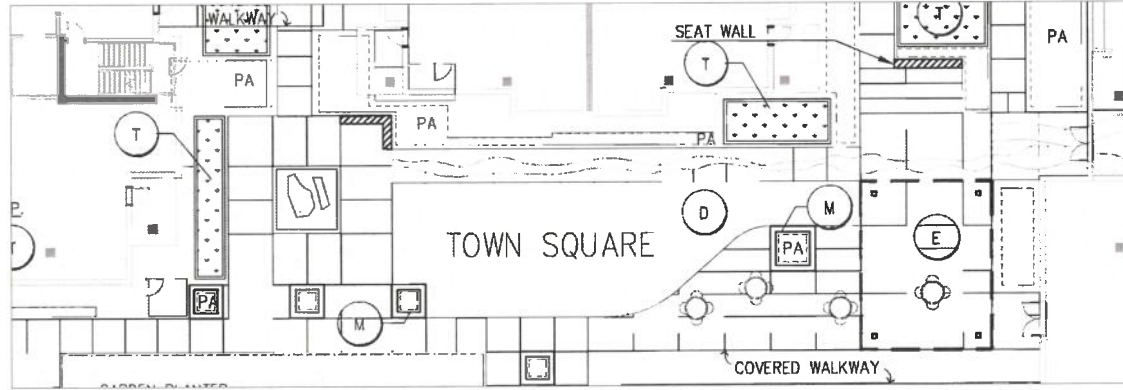 WALKWAY
T
SEAT WALL
PA
PA
T
PA
T
PA
D
M
TOWN SQUARE
PA
E
PA
M
COVERED WALKWAY